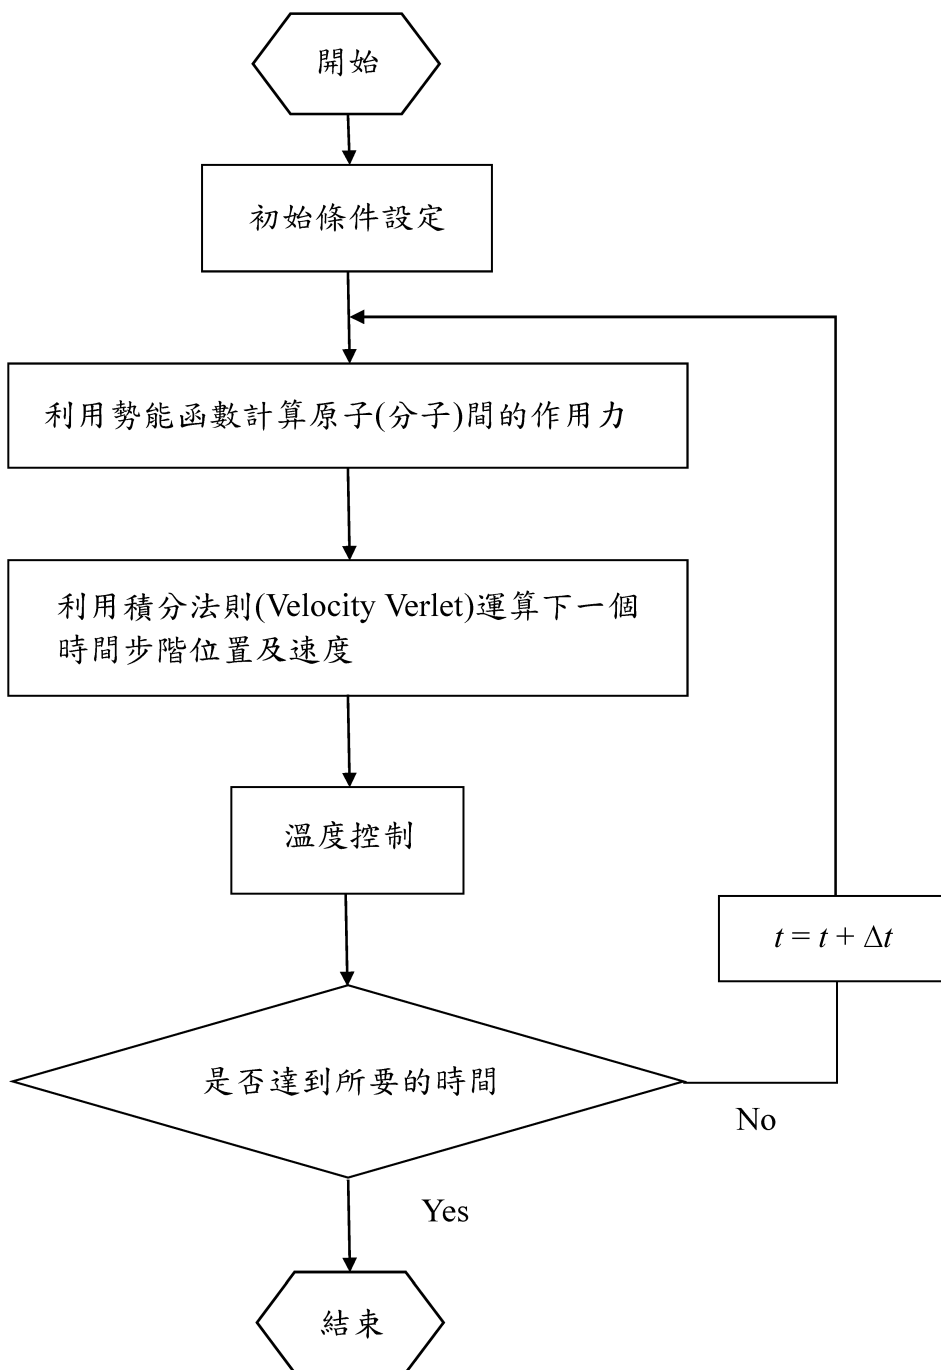 開始
初始條件設定
利用勢能函數計算原子(分子)間的作用力
利用積分法則(Velocity Verlet)運算下一個
時間步階位置及速度
溫度控制
t = t + Δt
是否達到所要的時間
No
Yes
結束